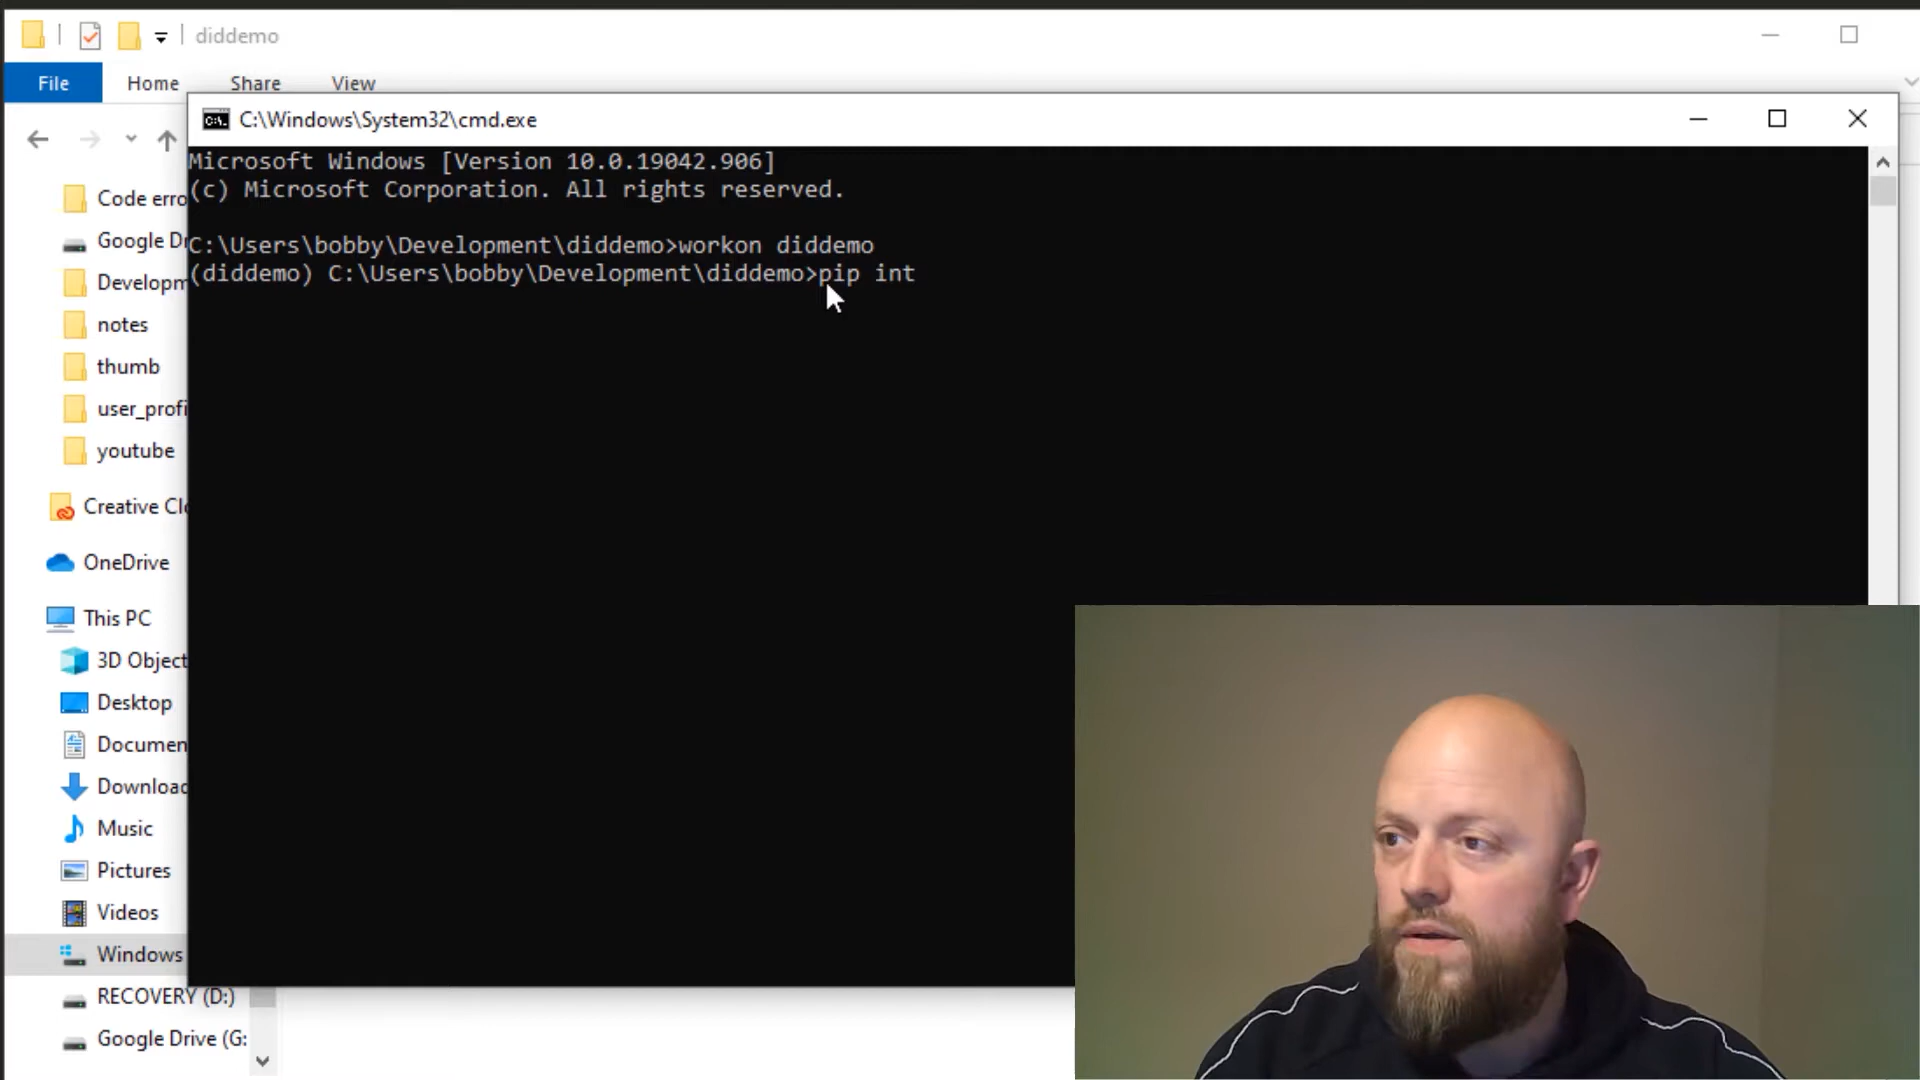 diddemo
File Home Share View
C:\Windows\System32\cmd.exe
Microsoft Windows [Version 10.0.19042.906]
(c) Microsoft Corporation. All rights reserved.
C:\Users\bobby\Development\diddemo>workon diddemo
(diddemo) C:\Users\bobby\Development\diddemo>pip int
Code erro
Google Dr
Developm
notes
thumb
user_profi
youtube
Creative Clo
OneDrive
This PC
3D Object
Desktop
Documen
Download
Music
Pictures
Videos
Windows
RECOVERY (D:)
Google Drive (G: